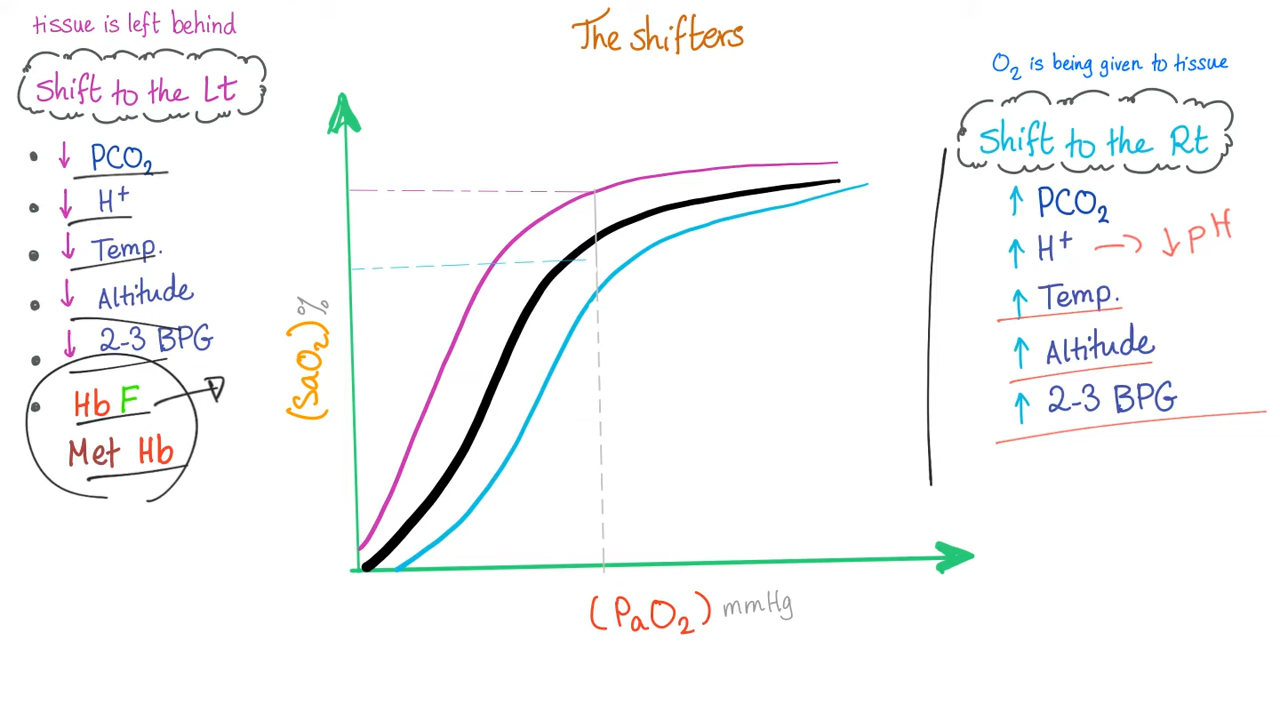 The shifters
tissue is left behind
Shift to the Lt
• ↓ PCO₂
• ↓ H⁺
• ↓ Temp.
• ↓ Altitude
• ↓ 2-3 BPG
• Hb F
Met Hb
(SaO₂)%
(PaO₂) mmHg
O₂ is being given to tissue
Shift to the Rt
↑ PCO₂
↑ H⁺ → ↓ pH
↑ Temp.
↑ Altitude
↑ 2-3 BPG